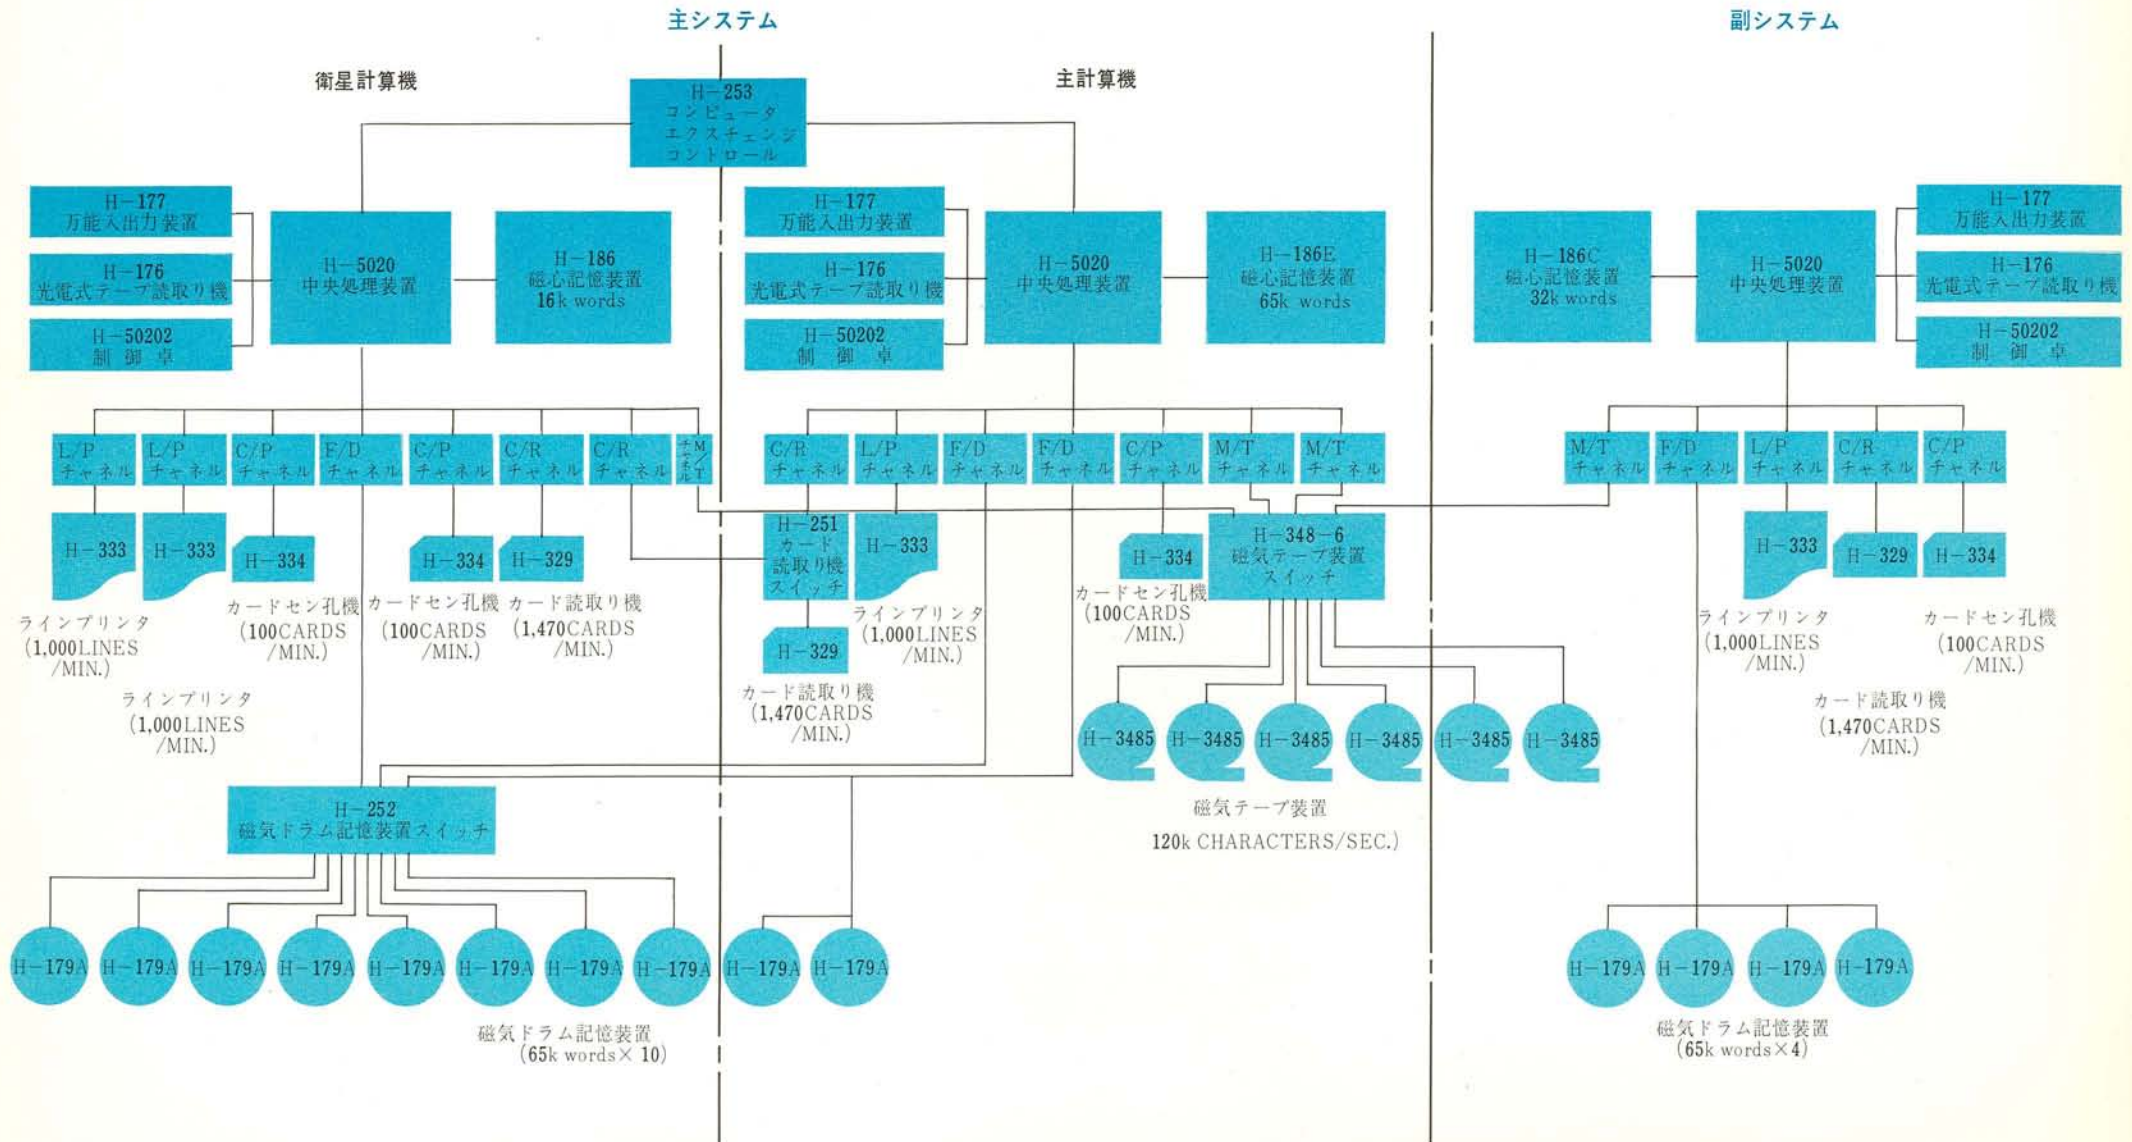 主システム
副システム
衛星計算機
主計算機
H-253
コンピュータ
エクスチェンジ
コントロール
H-177
万能入出力装置
H-176
光電式テープ読取り機
H-50202
制御卓
H-5020
中央処理装置
H-186
磁心記憶装置
16k words
H-177
万能入出力装置
H-176
光電式テープ読取り機
H-50202
制御卓
H-5020
中央処理装置
H-186E
磁心記憶装置
65k words
H-186C
磁心記憶装置
32k words
H-5020
中央処理装置
H-177
万能入出力装置
H-176
光電式テープ読取り機
H-50202
制御卓
L/P
チャネル
L/P
チャネル
C/P
チャネル
F/D
チャネル
C/P
チャネル
C/R
チャネル
C/R
チャネル
M/T
チャネル
C/R
チャネル
L/P
チャネル
F/D
チャネル
F/D
チャネル
C/P
チャネル
M/T
チャネル
M/T
チャネル
M/T
チャネル
F/D
チャネル
L/P
チャネル
C/R
チャネル
C/P
チャネル
H-333
H-333
H-334
H-334
H-329
H-251
カード
読取り機
スイッチ
H-333
H-334
H-348-6
磁気テープ装置
スイッチ
H-333
H-329
H-334
ラインプリンタ
(1,000LINES
/MIN.)
ラインプリンタ
(1,000LINES
/MIN.)
カードセン孔機
(100CARDS
/MIN.)
カードセン孔機
(100CARDS
/MIN.)
カード読取り機
(1,470CARDS
/MIN.)
H-329
カード読取り機
(1,470CARDS
/MIN.)
ラインプリンタ
(1,000LINES
/MIN.)
カードセン孔機
(100CARDS
/MIN.)
ラインプリンタ
(1,000LINES
/MIN.)
カード読取り機
(1,470CARDS
/MIN.)
カードセン孔機
(100CARDS
/MIN.)
H-3485
H-3485
H-3485
H-3485
H-3485
H-3485
磁気テープ装置
120k CHARACTERS/SEC.)
H-252
磁気ドラム記憶装置スイッチ
H-179A
H-179A
H-179A
H-179A
H-179A
H-179A
H-179A
H-179A
H-179A
H-179A
磁気ドラム記憶装置
(65k words×10)
H-179A
H-179A
H-179A
H-179A
磁気ドラム記憶装置
(65k words×4)